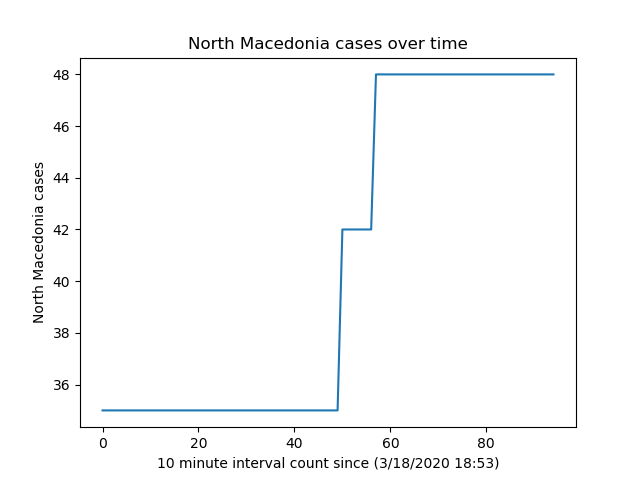 North Macedonia cases over time
48
46
44
42
40
38
36
North Macedonia cases
0 20 40 60 80
10 minute interval count since (3/18/2020 18:53)